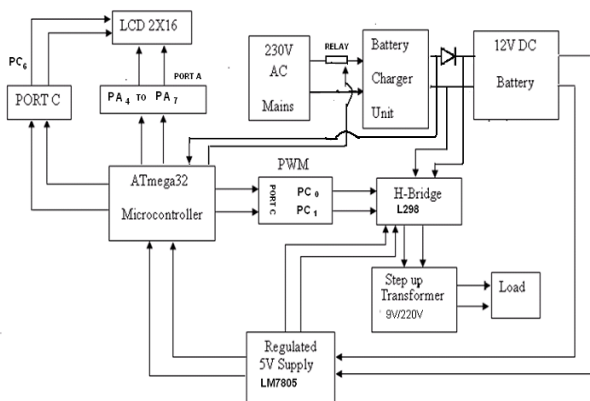 LCD 2X16
PC6
PORT C
PORT A
PA4 TO PA7
230V
AC
Mains
RELAY
Battery
Charger
Unit
12V DC
Battery
ATmega32
Microcontroller
PWM
PORT C
PC0
PC1
H-Bridge
L298
Step up
Transformer
9V/220V
Load
Regulated
5V Supply
LM7805